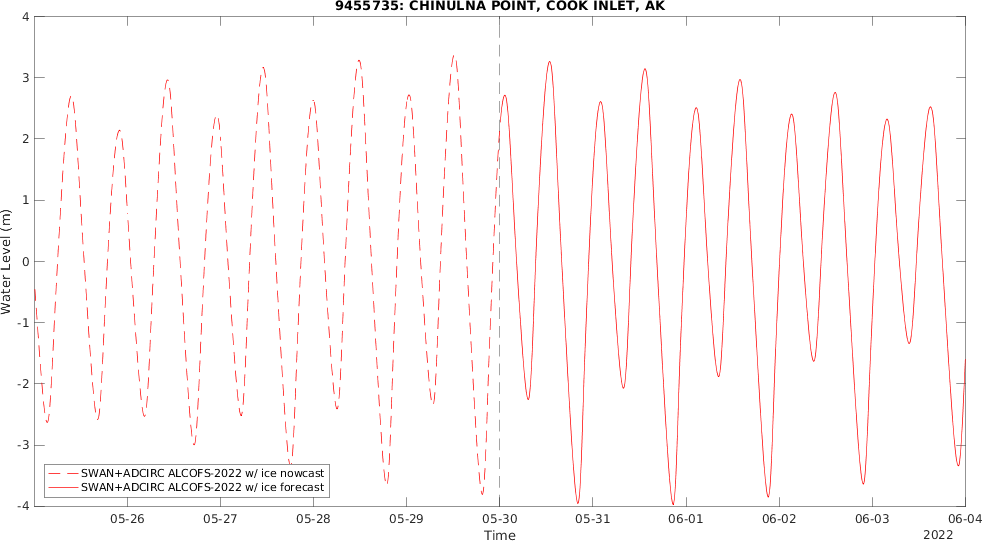 9455735: CHINULNA POINT, COOK INLET, AK
4
3
2
1
0
-1
-2
-3
-4
Water Level (m)
SWAN+ADCIRC ALCOFS-2022 w/ ice nowcast
SWAN+ADCIRC ALCOFS-2022 w/ ice forecast
05-26 05-27 05-28 05-29 05-30 05-31 06-01 06-02 06-03 06-04
Time
2022